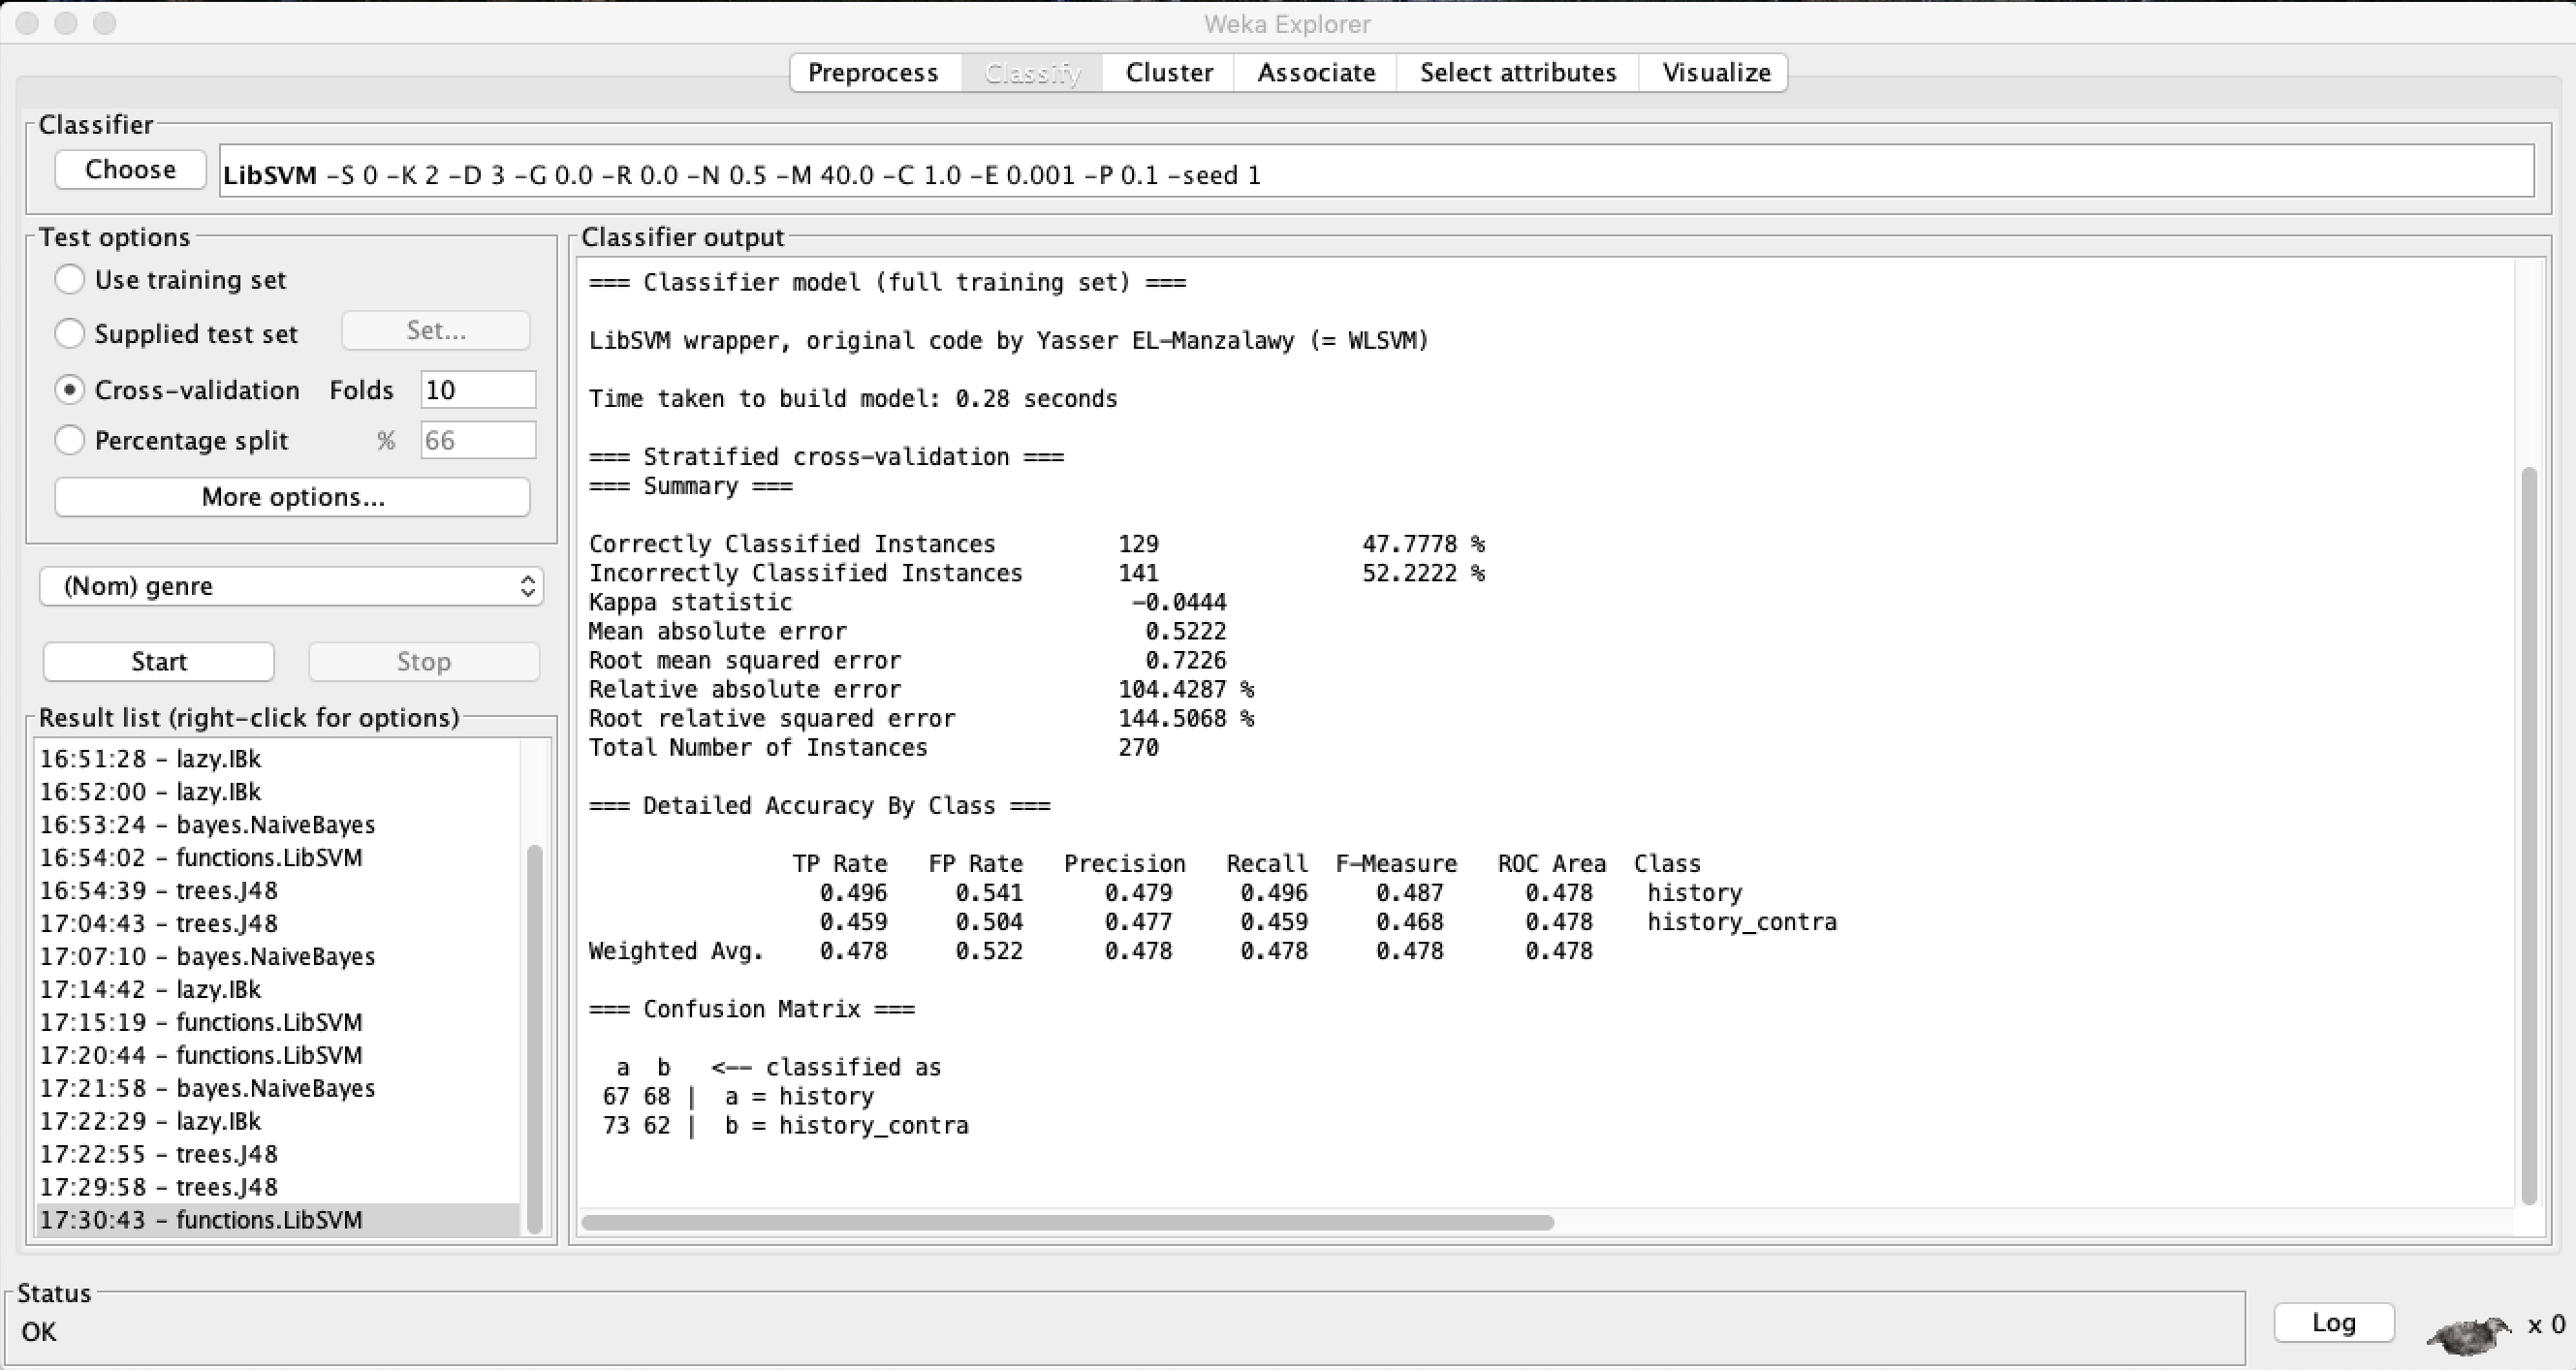 Weka Explorer
Preprocess Classify Cluster Associate Select attributes Visualize
Classifier
Choose LibSVM -S 0 -K 2 -D 3 -G 0.0 -R 0.0 -N 0.5 -M 40.0 -C 1.0 -E 0.001 -P 0.1 -seed 1
Test options
Use training set
Supplied test set Set...
Cross-validation Folds 10
Percentage split % 66
More options...
(Nom) genre
Start Stop
Result list (right-click for options)
16:51:28 - lazy.IBk
16:52:00 - lazy.IBk
16:53:24 - bayes.NaiveBayes
16:54:02 - functions.LibSVM
16:54:39 - trees.J48
17:04:43 - trees.J48
17:07:10 - bayes.NaiveBayes
17:14:42 - lazy.IBk
17:15:19 - functions.LibSVM
17:20:44 - functions.LibSVM
17:21:58 - bayes.NaiveBayes
17:22:29 - lazy.IBk
17:22:55 - trees.J48
17:29:58 - trees.J48
17:30:43 - functions.LibSVM
Classifier output
=== Classifier model (full training set) ===
LibSVM wrapper, original code by Yasser EL-Manzalawy (= WLSVM)
Time taken to build model: 0.28 seconds
=== Stratified cross-validation ===
=== Summary ===
Correctly Classified Instances 129 47.7778 %
Incorrectly Classified Instances 141 52.2222 %
Kappa statistic -0.0444
Mean absolute error 0.5222
Root mean squared error 0.7226
Relative absolute error 104.4287 %
Root relative squared error 144.5068 %
Total Number of Instances 270
=== Detailed Accuracy By Class ===
TP Rate FP Rate Precision Recall F-Measure ROC Area Class
0.496 0.541 0.479 0.496 0.487 0.478 history
0.459 0.504 0.477 0.459 0.468 0.478 history_contra
Weighted Avg. 0.478 0.522 0.478 0.478 0.478 0.478
=== Confusion Matrix ===
a b <-- classified as
67 68 | a = history
73 62 | b = history_contra
Status
OK
Log x 0